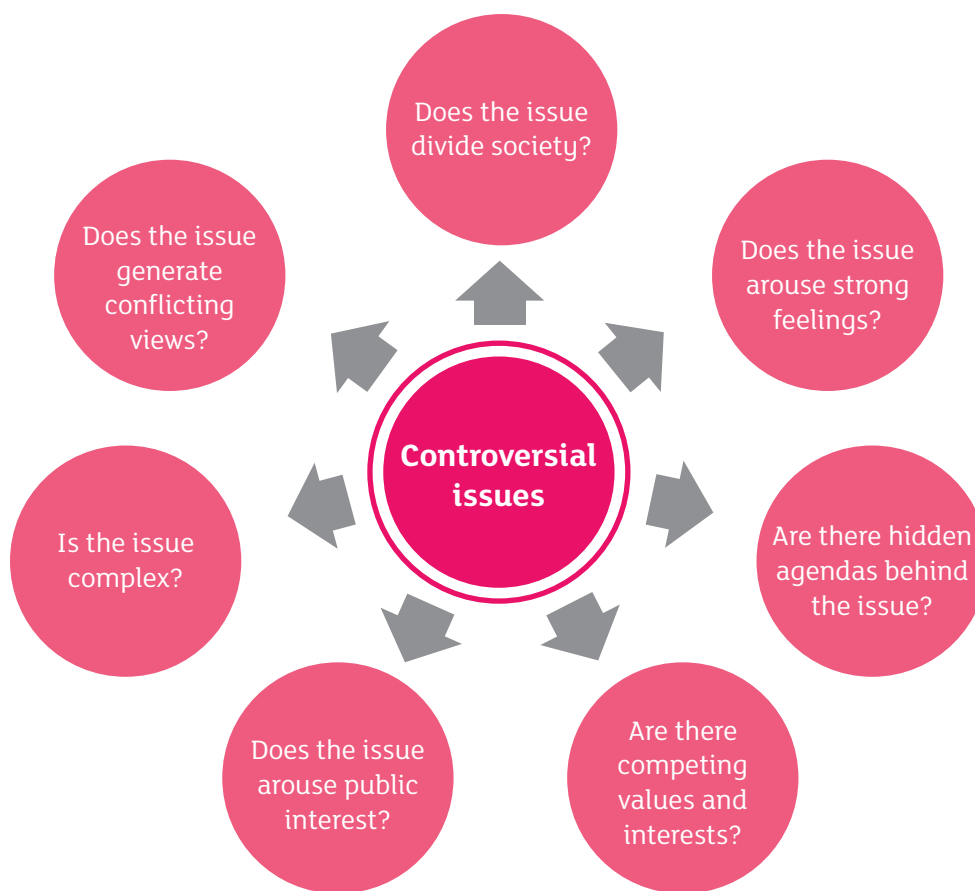 Does the issue
divide society?
Does the issue
arouse strong
feelings?
Are there hidden
agendas behind
the issue?
Are there
competing
values and
interests?
Does the issue
arouse public
interest?
Is the issue
complex?
Does the issue
generate
conflicting
views?
Controversial
issues